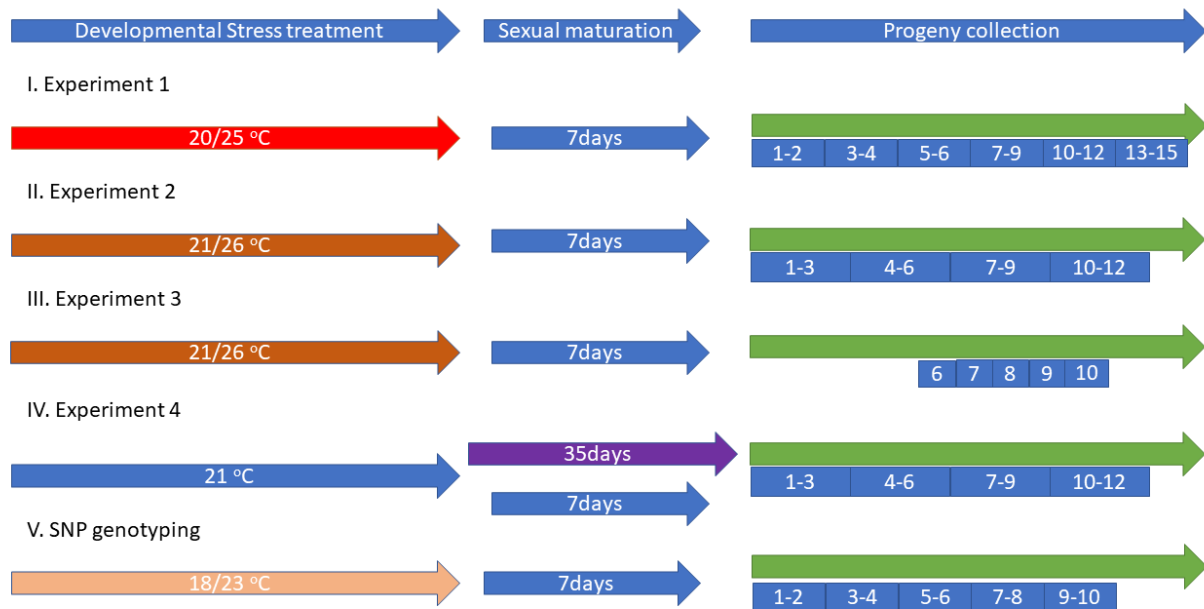 Developmental Stress treatment Sexual maturation Progeny collection
I. Experiment 1
20/25 °C 7days
1-2 3-4 5-6 7-9 10-12 13-15
II. Experiment 2
21/26 °C 7days
1-3 4-6 7-9 10-12
III. Experiment 3
21/26 °C 7days
6 7 8 9 10
IV. Experiment 4
35days
21 °C
1-3 4-6 7-9 10-12
7days
V. SNP genotyping
18/23 °C 7days
1-2 3-4 5-6 7-8 9-10